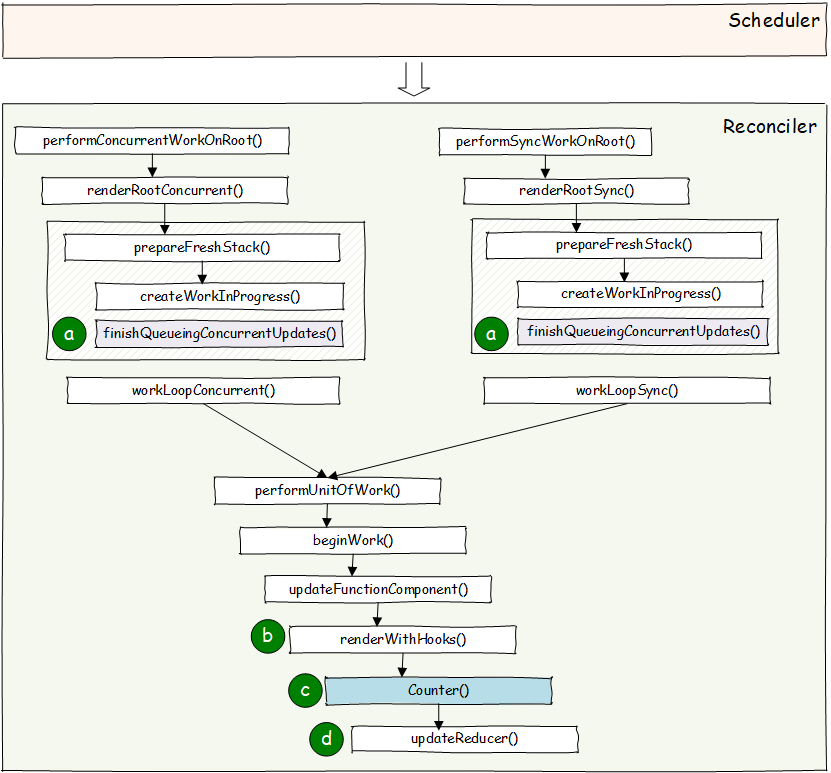 Scheduler
Reconciler
performConcurrentWorkOnRoot()
performSyncWorkOnRoot()
renderRootConcurrent()
renderRootSync()
prepareFreshStack()
prepareFreshStack()
createWorkInProgress()
createWorkInProgress()
a
finishQueueingConcurrentUpdates()
a
finishQueueingConcurrentUpdates()
workLoopConcurrent()
workLoopSync()
performUnitOfWork()
beginWork()
updateFunctionComponent()
b
renderWithHooks()
c
Counter()
d
updateReducer()